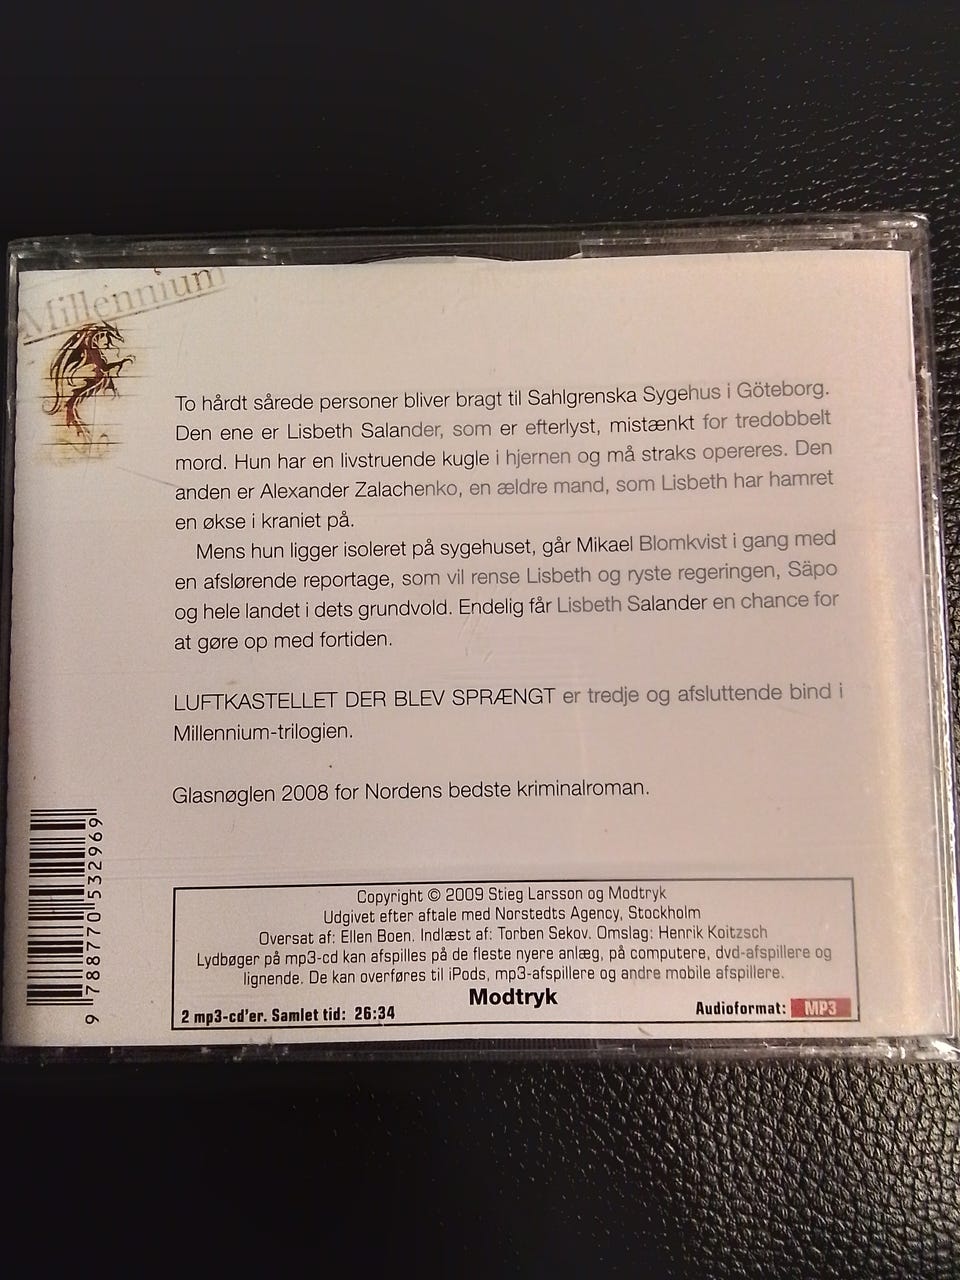 Millennium
To hårdt sårede personer bliver bragt til Sahlgrenska Sygehus i Göteborg.
Den ene er Lisbeth Salander, som er efterlyst, mistænkt for tredobbelt
mord. Hun har en livstruende kugle i hjernen og må straks opereres. Den
anden er Alexander Zalachenko, en ældre mand, som Lisbeth har hamret
en økse i kraniet på.
Mens hun ligger isoleret på sygehuset, går Mikael Blomkvist i gang med
en afslørende reportage, som vil rense Lisbeth og ryste regeringen, Säpo
og hele landet i dets grundvold. Endelig får Lisbeth Salander en chance for
at gøre op med fortiden.
LUFTKASTELLET DER BLEV SPRÆNGT er tredje og afsluttende bind i
Millennium-trilogien.
Glasnøglen 2008 for Nordens bedste kriminalroman.
9 788770 532969
Copyright © 2009 Stieg Larsson og Modtryk
Udgivet efter aftale med Norstedts Agency, Stockholm
Oversat af: Ellen Boen. Indlæst af: Torben Sekov. Omslag: Henrik Koitzsch
Lydbøger på mp3-cd kan afspilles på de fleste nyere anlæg, på computere, dvd-afspillere og
lignende. De kan overføres til iPods, mp3-afspillere og andre mobile afspillere.
Modtryk
2 mp3-cd'er. Samlet tid: 26:34
Audioformat: MP3